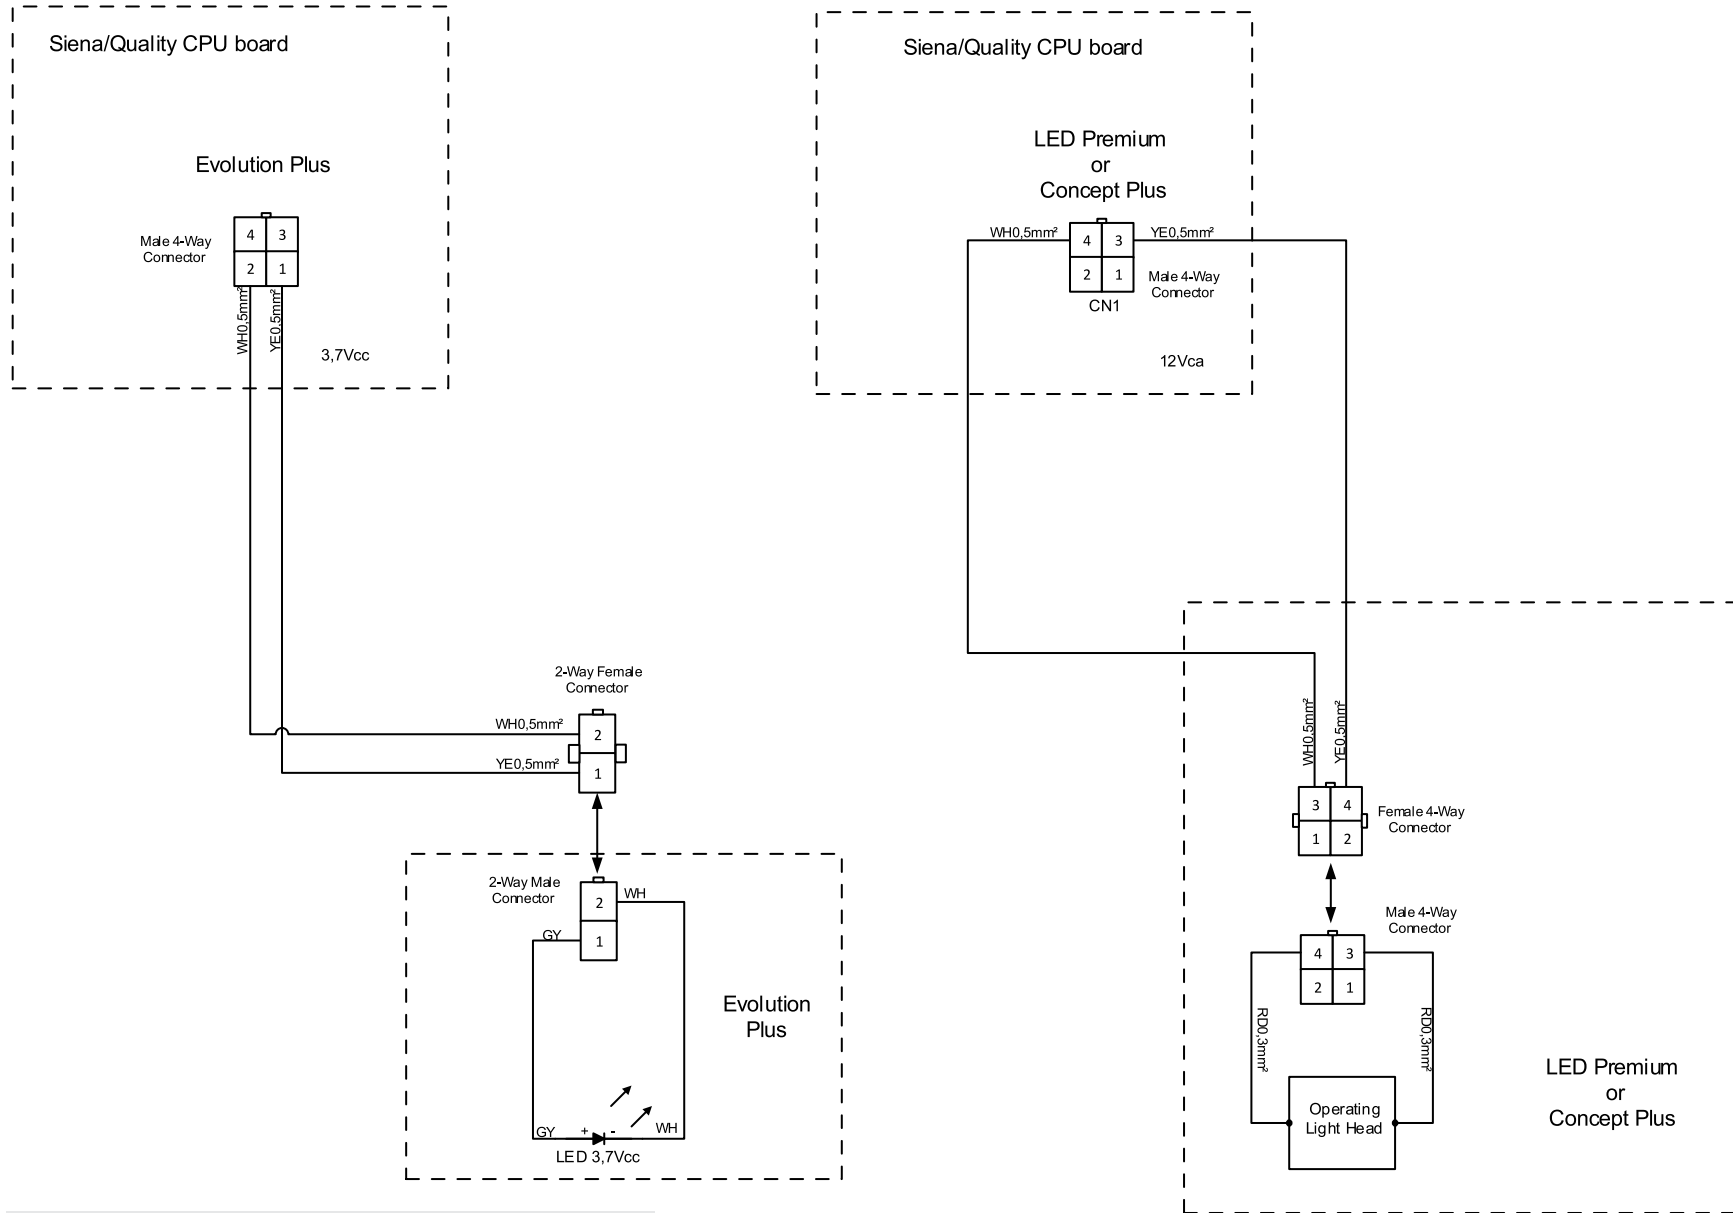 Siena/Quality CPU board
Evolution Plus
Male 4-Way
Connector
4 3
2 1
WH0,5mm²
YE0,5mm²
3,7Vcc
2-Way Female
Connector
WH0,5mm²
2
YE0,5mm²
1
2-Way Male
Connector
2
WH
GY
1
Evolution
Plus
GY
+
-
WH
LED 3,7Vcc
Siena/Quality CPU board
LED Premium
or
Concept Plus
WH0,5mm²
4 3
YE0,5mm²
2 1
Male 4-Way
Connector
CN1
12Vca
WH0,5mm²
YE0,5mm²
3 4
1 2
Female 4-Way
Connector
Male 4-Way
Connector
4 3
2 1
RD0,3mm²
RD0,3mm²
Operating
Light Head
LED Premium
or
Concept Plus